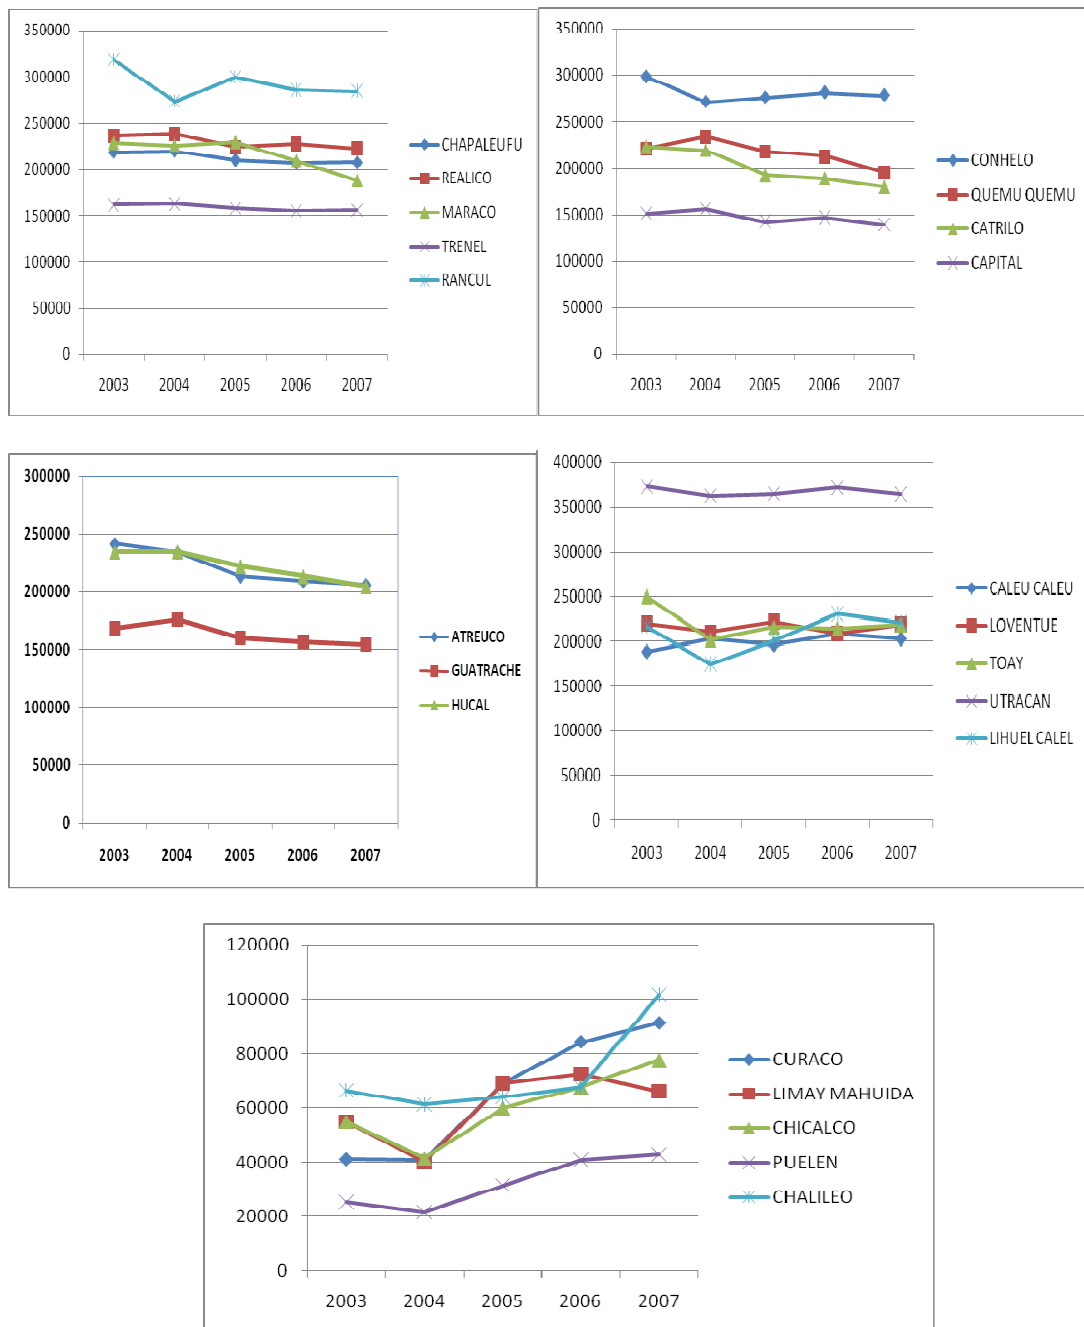 350000
300000
250000
200000
150000
100000
50000
0
2003 2004 2005 2006 2007
CHAPALEUFU
REALICO
MARACO
TRENEL
RANCUL
350000
300000
250000
200000
150000
100000
50000
0
2003 2004 2005 2006 2007
CONHELO
QUEMU QUEMU
CATRILO
CAPITAL
300000
250000
200000
150000
100000
50000
0
2003 2004 2005 2006 2007
ATREUCO
GUATRACHE
HUCAL
400000
350000
300000
250000
200000
150000
100000
50000
0
2003 2004 2005 2006 2007
CALEU CALEU
LOVENTUE
TOAY
UTRACAN
LIHUEL CALEL
120000
100000
80000
60000
40000
20000
0
2003 2004 2005 2006 2007
CURACO
LIMAY MAHUIDA
CHICALCO
PUELEN
CHALILEO